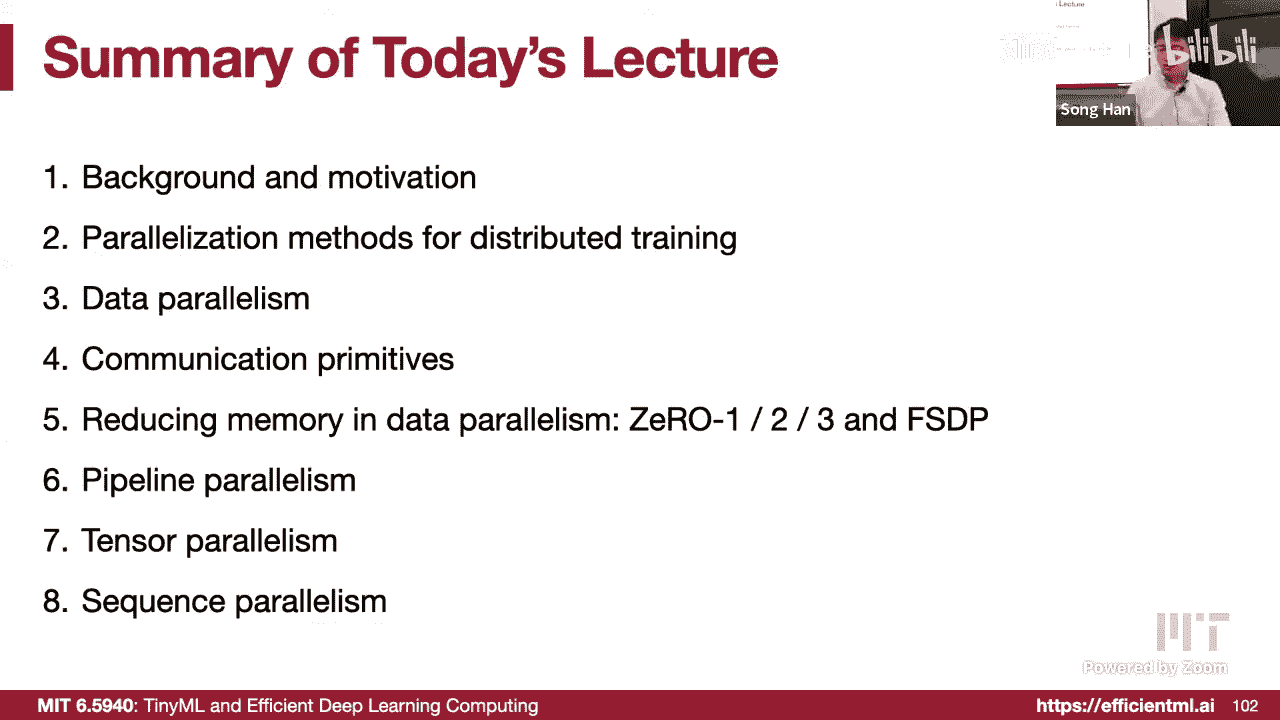 Summary of Today's Lecture
Lecture
bilibili
Song Han
1. Background and motivation
2. Parallelization methods for distributed training
3. Data parallelism
4. Communication primitives
5. Reducing memory in data parallelism: ZeRO-1 / 2 / 3 and FSDP
6. Pipeline parallelism
7. Tensor parallelism
8. Sequence parallelism
MIT
Powered by Zoom
MIT 6.5940: TinyML and Efficient Deep Learning Computing
https://efficientml.ai 102